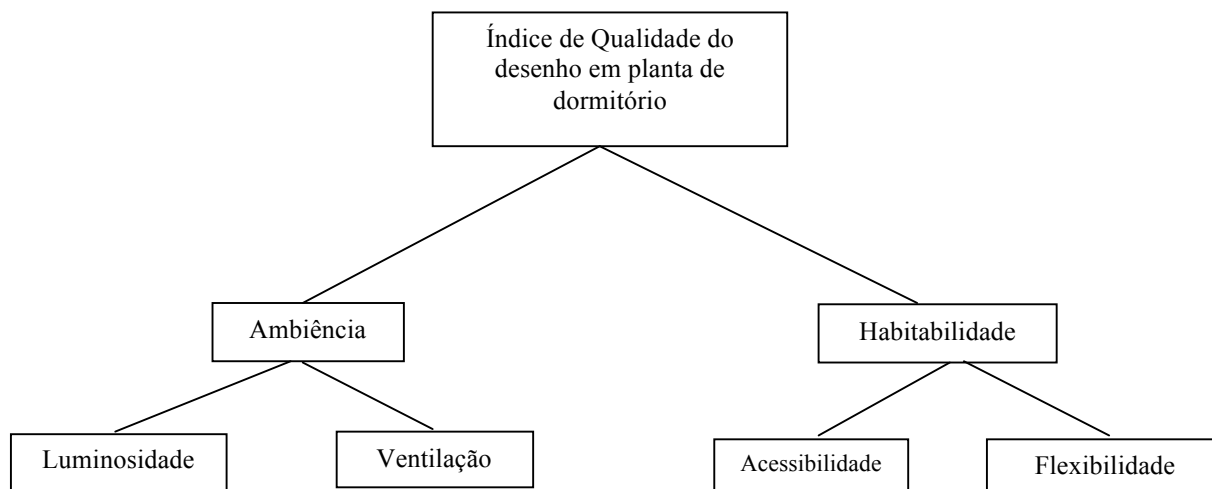 Índice de Qualidade do
desenho em planta de
dormitório
Ambiência
Habitabilidade
Luminosidade
Ventilação
Acessibilidade
Flexibilidade